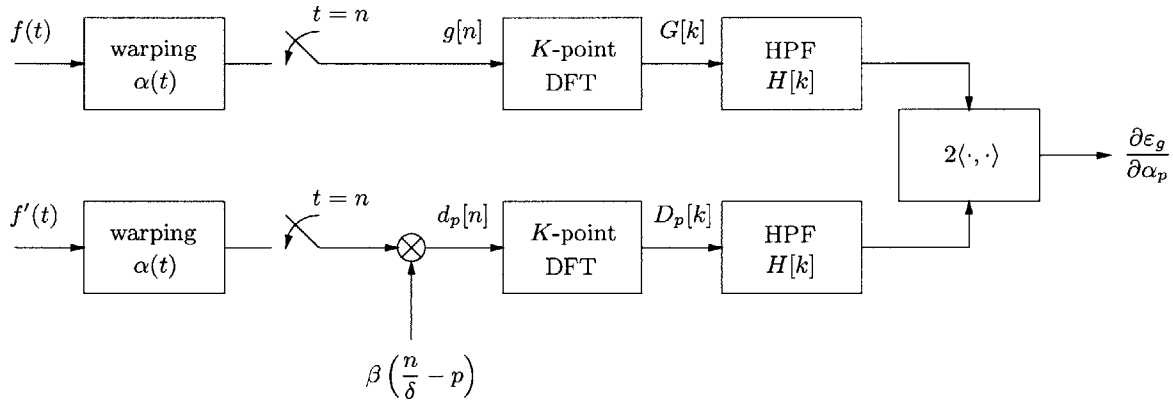 f(t)
warping
α(t)
t = n
g[n]
K-point
DFT
G[k]
HPF
H[k]
2⟨·, ·⟩
∂ε_g / ∂α_p
f′(t)
warping
α(t)
t = n
d_p[n]
K-point
DFT
D_p[k]
HPF
H[k]
β (n/δ − p)